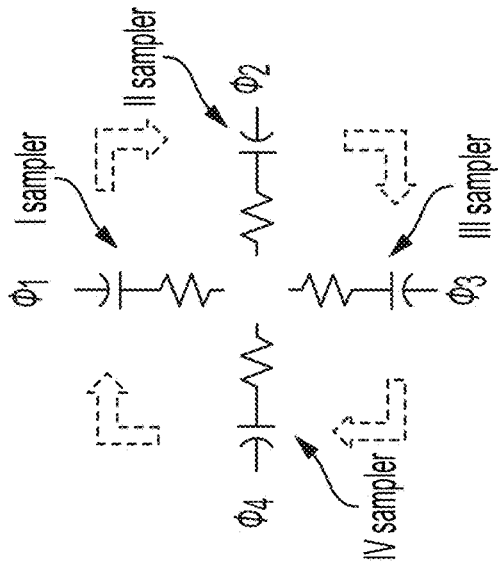 I sampler
Φ1
II sampler
Φ2
III sampler
Φ3
IV sampler
Φ4